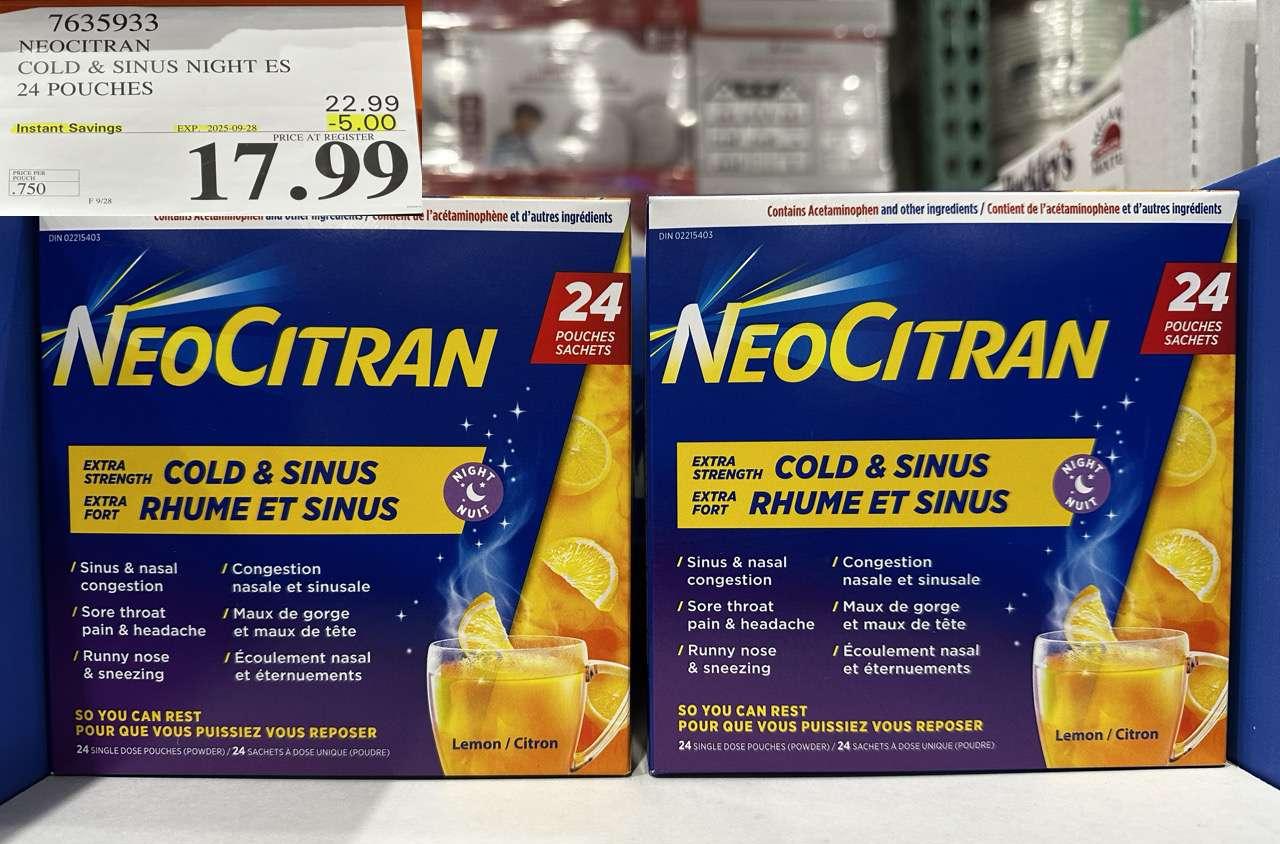 7635933
NEOCITRAN
COLD & SINUS NIGHT ES
24 POUCHES
22.99
Instant Savings EXP. 2025-09-28 -5.00
PRICE AT REGISTER
17.99
PRICE PER
POUCH
.750
F 9/28
Contains Acetaminophen and other ingredients / Contient de l'acétaminophène et d'autres ingrédients
DIN 02215403
NEOCITRAN
24
POUCHES
SACHETS
EXTRA
STRENGTH COLD & SINUS
EXTRA
FORT RHUME ET SINUS
NIGHT
NUIT
/ Sinus & nasal
congestion
/ Sore throat
pain & headache
/ Runny nose
& sneezing
/ Congestion
nasale et sinusale
/ Maux de gorge
et maux de tête
/ Écoulement nasal
et éternuements
SO YOU CAN REST
POUR QUE VOUS PUISSIEZ VOUS REPOSER
24 SINGLE DOSE POUCHES (POWDER) / 24 SACHETS À DOSE UNIQUE (POUDRE)
Lemon / Citron
Contains Acetaminophen and other ingredients / Contient de l'acétaminophène et d'autres ingrédients
DIN 02215403
NEOCITRAN
24
POUCHES
SACHETS
EXTRA
STRENGTH COLD & SINUS
EXTRA
FORT RHUME ET SINUS
NIGHT
NUIT
/ Sinus & nasal
congestion
/ Sore throat
pain & headache
/ Runny nose
& sneezing
/ Congestion
nasale et sinusale
/ Maux de gorge
et maux de tête
/ Écoulement nasal
et éternuements
SO YOU CAN REST
POUR QUE VOUS PUISSIEZ VOUS REPOSER
24 SINGLE DOSE POUCHES (POWDER) / 24 SACHETS À DOSE UNIQUE (POUDRE)
Lemon / Citron